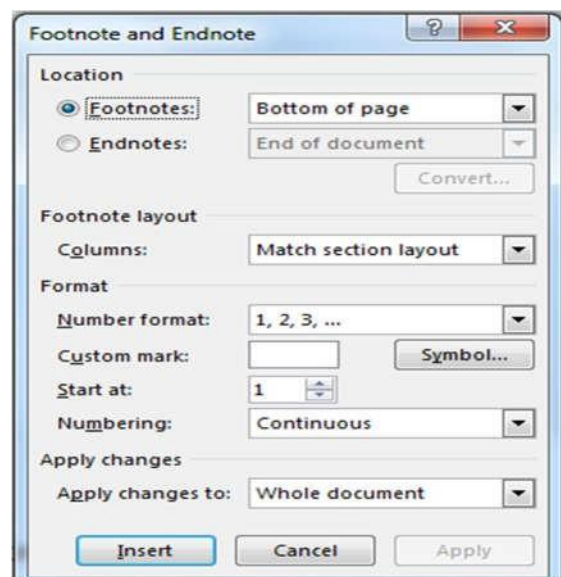 Footnote and Endnote
Location
Footnotes: Bottom of page
Endnotes: End of document
Convert...
Footnote layout
Columns: Match section layout
Format
Number format: 1, 2, 3, ...
Custom mark: Symbol...
Start at: 1
Numbering: Continuous
Apply changes
Apply changes to: Whole document
Insert Cancel Apply